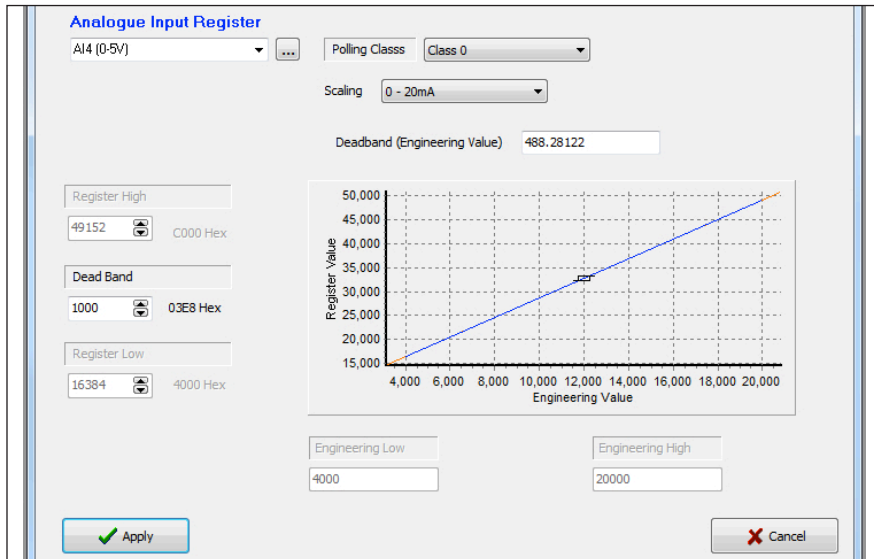 Analogue Input Register
AI4 (0-5V) ... Polling Classs Class 0
Scaling 0 - 20mA
Deadband (Engineering Value) 488.28122
Register High
49152 C000 Hex
Dead Band
1000 03E8 Hex
Register Low
16384 4000 Hex
Register Value
50,000
45,000
40,000
35,000
30,000
25,000
20,000
15,000
4,000 6,000 8,000 10,000 12,000 14,000 16,000 18,000 20,000
Engineering Value
Engineering Low Engineering High
4000 20000
Apply Cancel